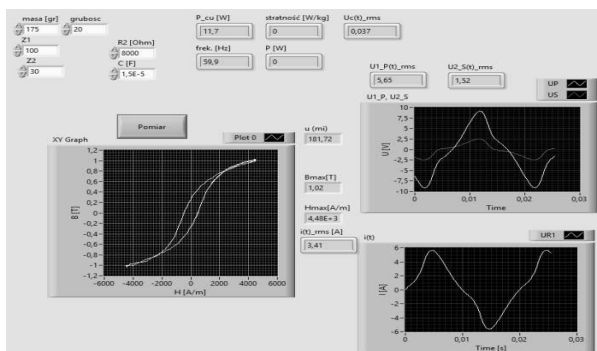 masa [gr] grubosc
175 20
Z1
100
Z2
30
R2 [Ohm]
8000
C [F]
1,5E-5
P_cu [W] stratność [W/kg] Uc(t)_rms
11,7 0 0,037
frek. [Hz] P [W]
59,9 0
U1_P(t)_rms U2_S(t)_rms
5,65 1,52
UP
US
U1_P, U2_S
10
7,5
5
2,5
0
-2,5
-5
-7,5
-10
U[V]
0 0,01 0,02 0,03
Time
Pomiar
XY Graph Plot 0
1,2
1
0,8
0,6
0,4
0,2
0
-0,2
-0,4
-0,6
-0,8
-1
-1,2
B[T]
-6000 -4000 -2000 0 2000 4000 6000
H [A/m]
u (mi)
181,72
Bmax[T]
1,02
Hmax[A/m]
4,48E+3
i(t)_rms [A]
3,41
i(t) UR1
6
4
2
0
-2
-4
-6
I[A]
0 0,01 0,02 0,03
Time [s]